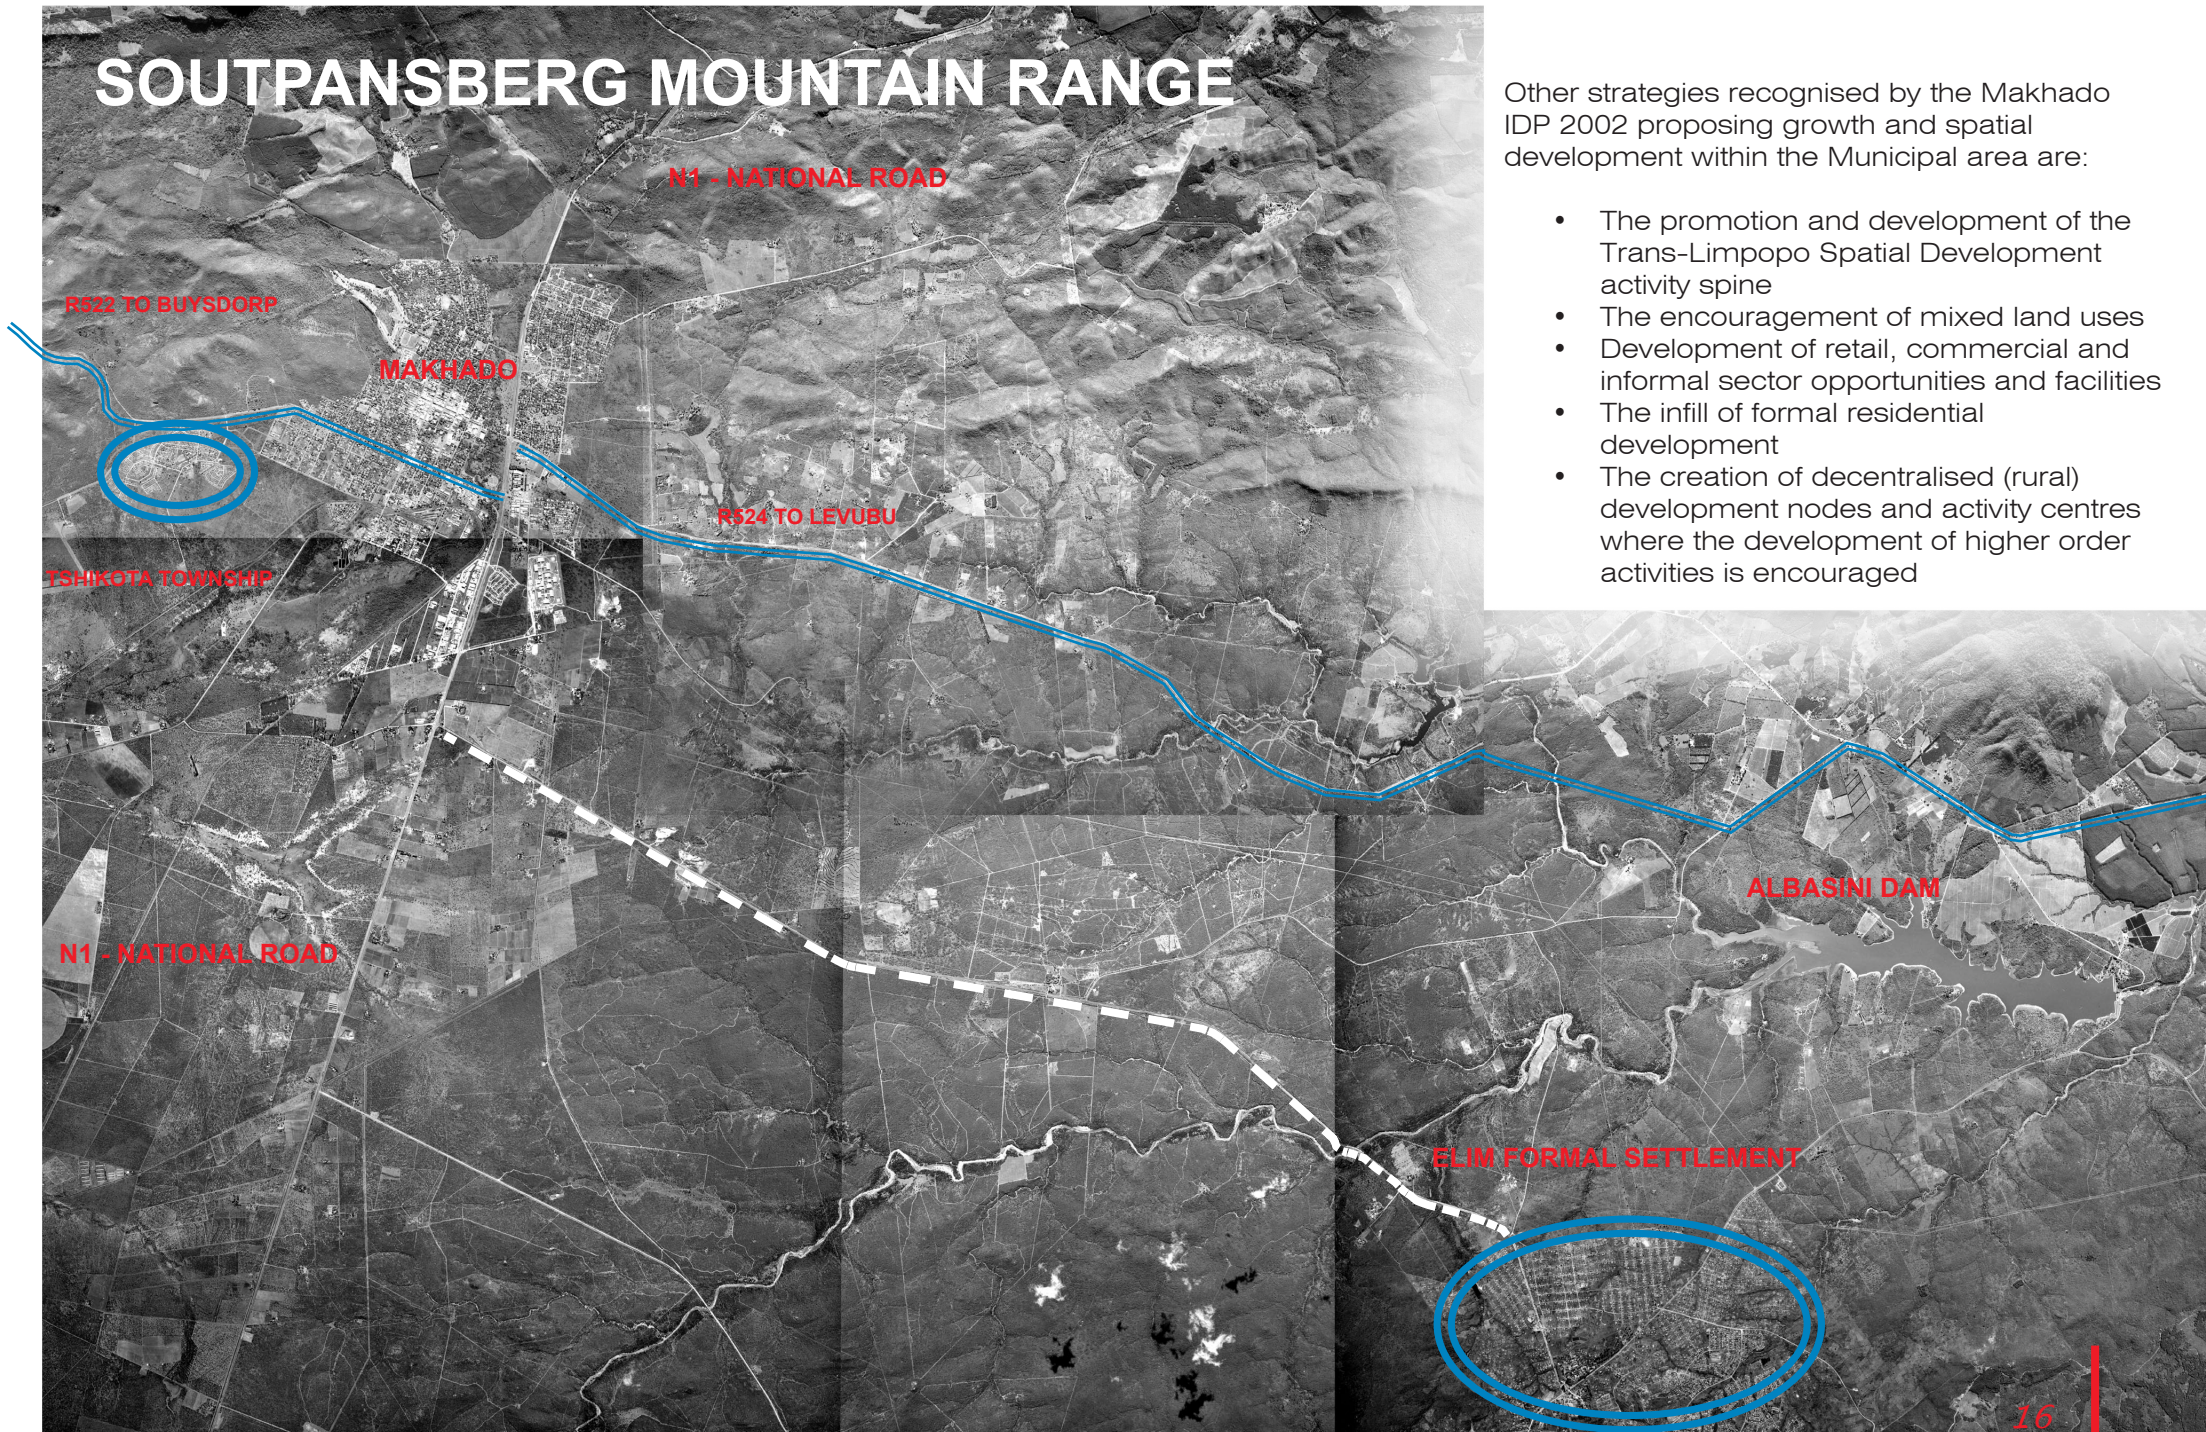 SOUTPANSBERG MOUNTAIN RANGE
N1 - NATIONAL ROAD
R522 TO BUYSDORP
MAKHADO
R524 TO LEVUBU
TSHIKOTA TOWNSHIP
N1 - NATIONAL ROAD
ALBASINI DAM
ELIM FORMAL SETTLEMENT
Other strategies recognised by the Makhado
IDP 2002 proposing growth and spatial
development within the Municipal area are:
• The promotion and development of the
Trans-Limpopo Spatial Development
activity spine
• The encouragement of mixed land uses
• Development of retail, commercial and
informal sector opportunities and facilities
• The infill of formal residential
development
• The creation of decentralised (rural)
development nodes and activity centres
where the development of higher order
activities is encouraged
16